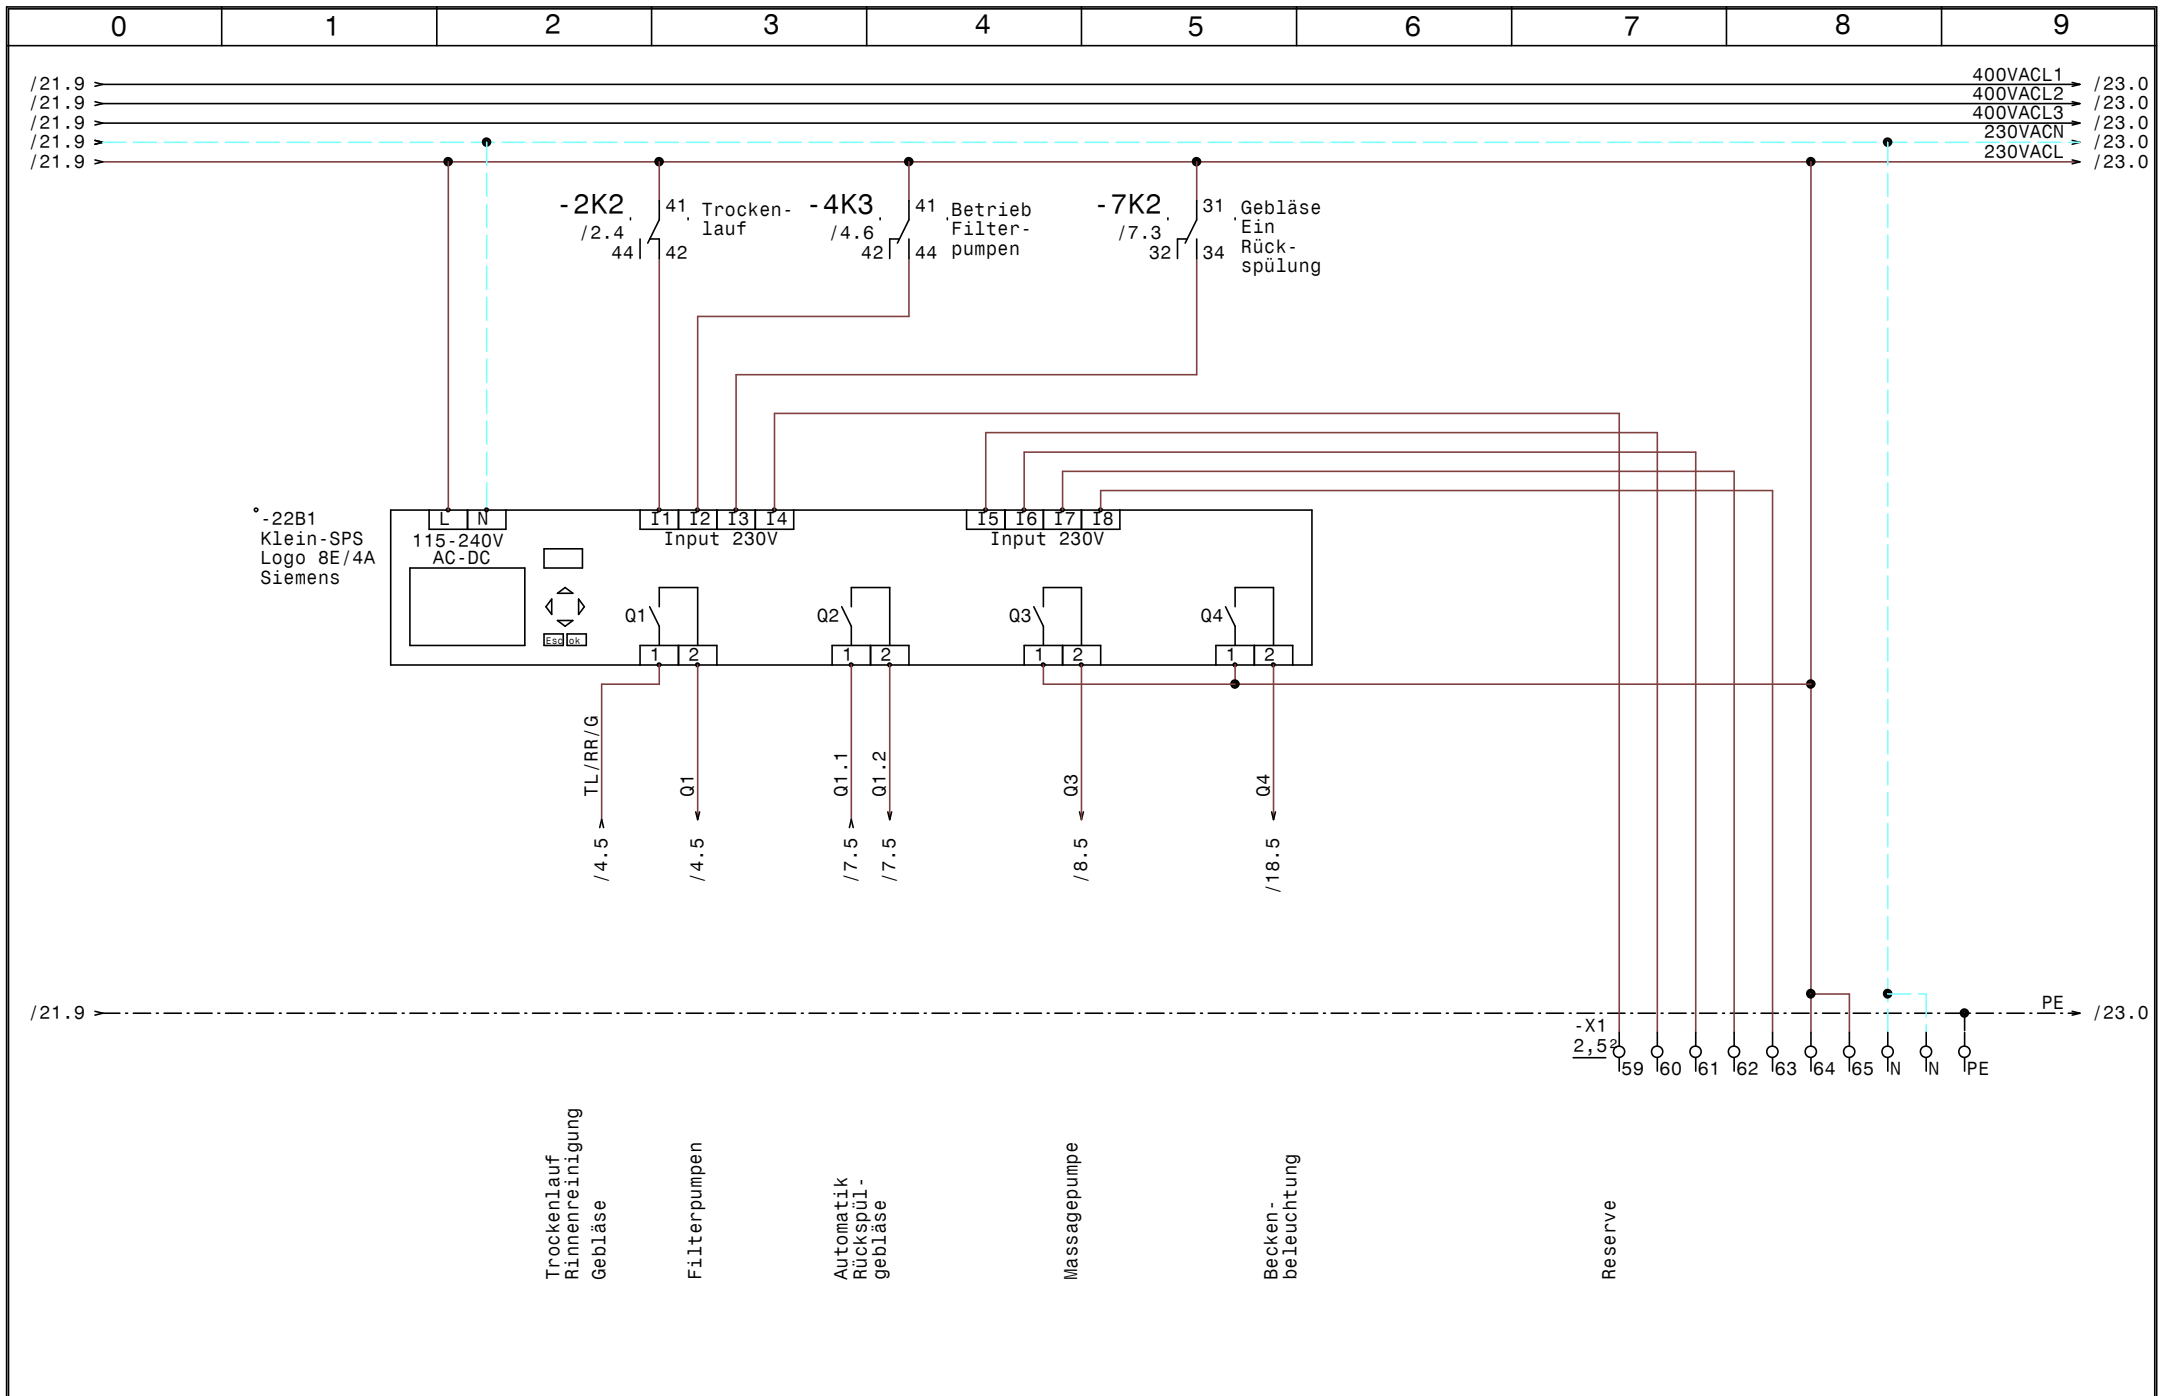 0 1 2 3 4 5 6 7 8 9
/21.9 400VACL1 /23.0
/21.9 400VACL2 /23.0
/21.9 400VACL3 /23.0
/21.9 230VACN /23.0
/21.9 230VACL /23.0
-2K2
/2.4
41
44 42
Trocken-
lauf
-4K3
/4.6
41
42 44
Betrieb
Filter-
pumpen
-7K2
/7.3
31
32 34
Gebläse
Ein
Rück-
spülung
-22B1
Klein-SPS
Logo 8E/4A
Siemens
L N
115-240V
AC-DC
I1 I2 I3 I4
Input 230V
I5 I6 I7 I8
Input 230V
Esc ok
Q1 Q2 Q3 Q4
1 2 1 2 1 2 1 2
TL/RR/G
/4.5
Q1
/4.5
Q1.1
/7.5
Q1.2
/7.5
Q3
/8.5
Q4
/18.5
/21.9 PE /23.0
-X1
2,5²
59 60 61 62 63 64 65 N N PE
Trockenlauf
Rinnenreinigung
Gebläse
Filterpumpen
Automatik
Rückspül-
gebläse
Massagepumpe
Becken-
beleuchtung
Reserve